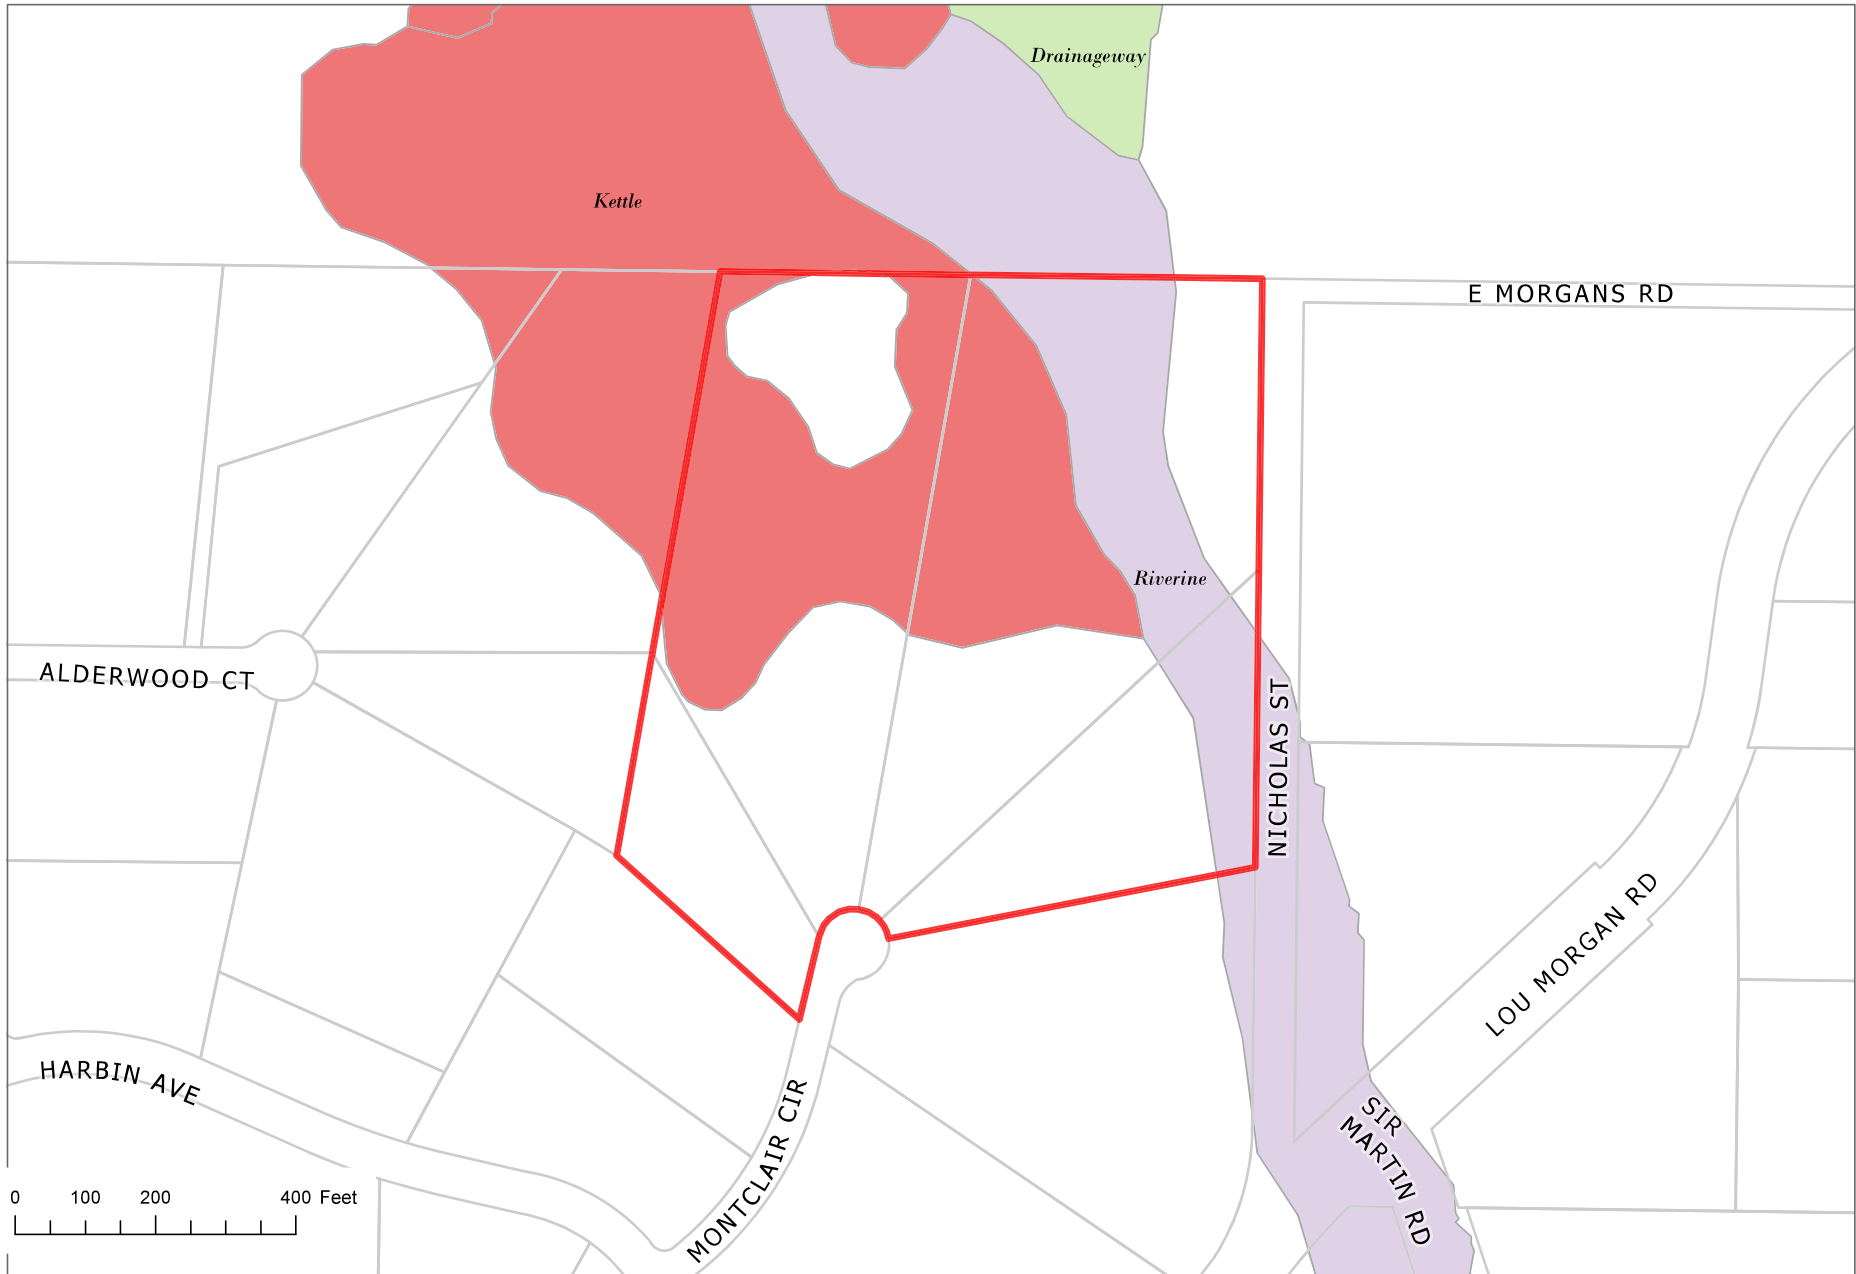 Drainageway
Kettle
E MORGANS RD
Riverine
ALDERWOOD CT
NICHOLAS ST
LOU MORGAN RD
HARBIN AVE
MONTCLAIR CIR
SIR
MARTIN RD
0 100 200 400 Feet